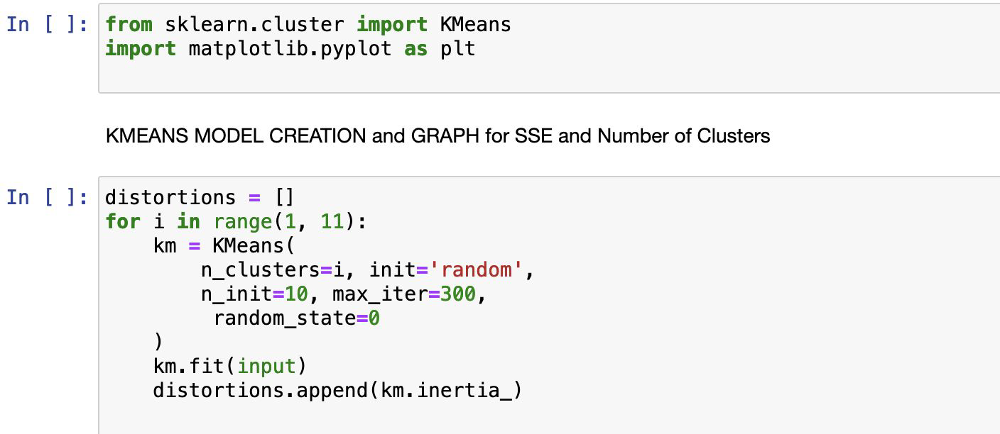 In [ ]: from sklearn.cluster import KMeans
import matplotlib.pyplot as plt
KMEANS MODEL CREATION and GRAPH for SSE and Number of Clusters
In [ ]: distortions = []
for i in range(1, 11):
    km = KMeans(
        n_clusters=i, init='random',
        n_init=10, max_iter=300,
         random_state=0
    )
    km.fit(input)
    distortions.append(km.inertia_)